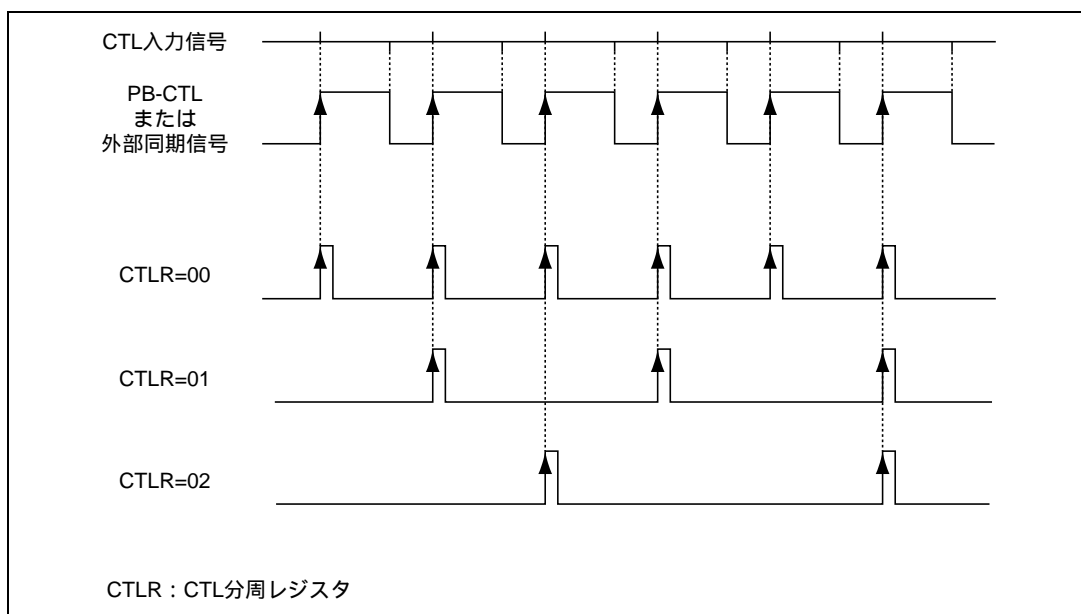 CTL入力信号
PB-CTL
または
外部同期信号
CTLR=00
CTLR=01
CTLR=02
CTLR：CTL分周レジスタ